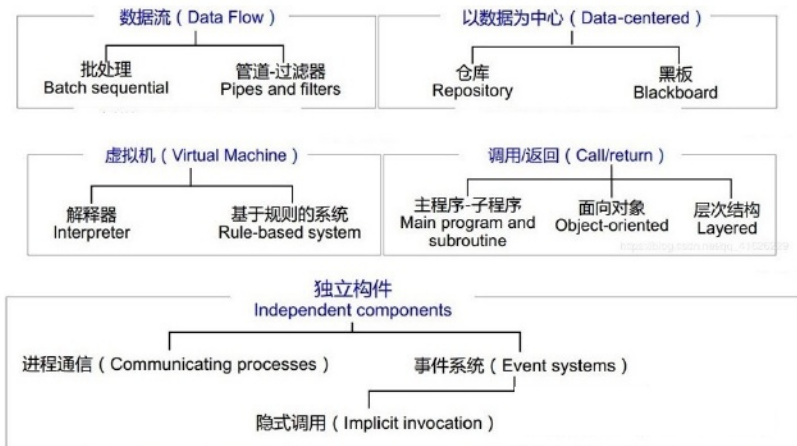 数据流（Data Flow）
以数据为中心（Data-centered）
批处理
Batch sequential
管道-过滤器
Pipes and filters
仓库
Repository
黑板
Blackboard
虚拟机（Virtual Machine）
调用/返回（Call/return）
解释器
Interpreter
基于规则的系统
Rule-based system
主程序-子程序
Main program and
subroutine
面向对象
Object-oriented
层次结构
Layered
独立构件
Independent components
进程通信（Communicating processes）
事件系统（Event systems）
隐式调用（Implicit invocation）